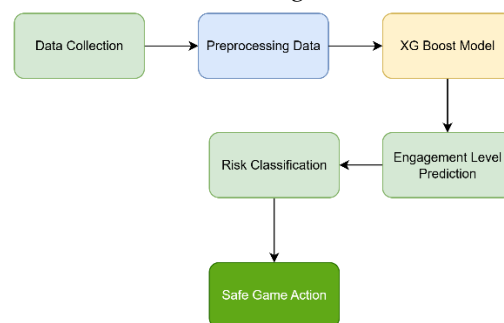 Data Collection
Preprocessing Data
XG Boost Model
Engagement Level
Prediction
Risk Classification
Safe Game Action